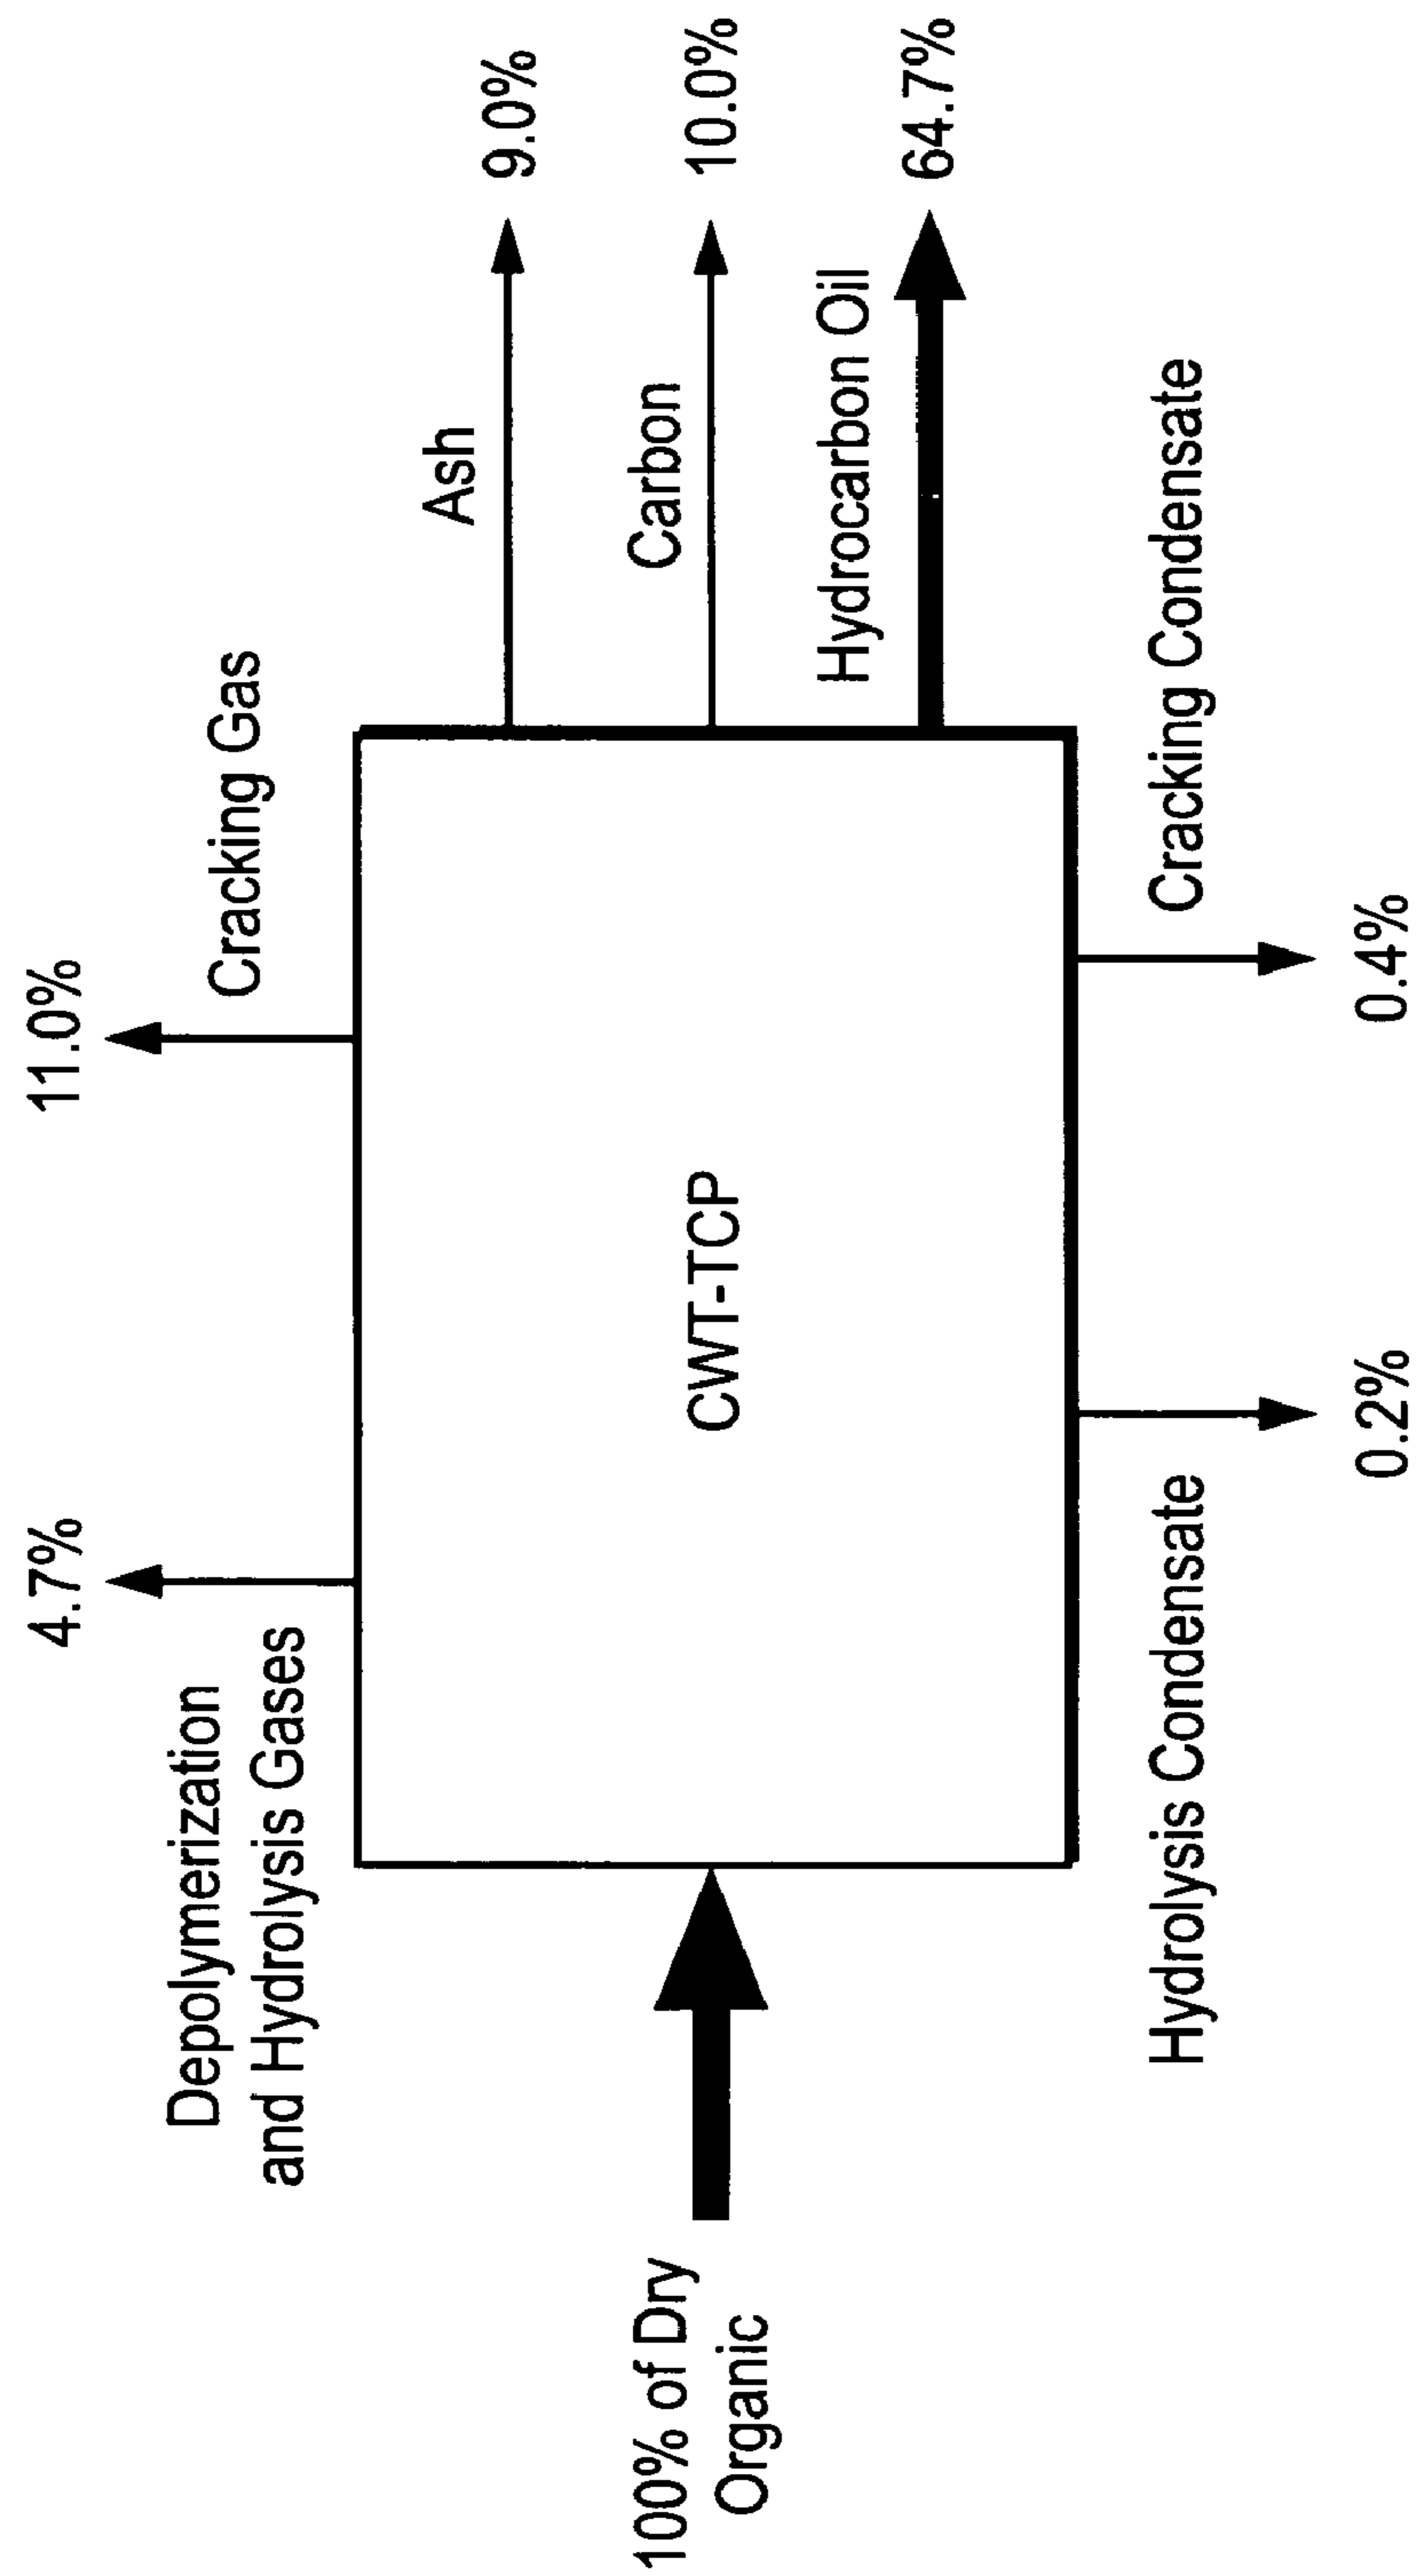 4.7%
11.0%
Depolymerization
and Hydrolysis Gases
Cracking Gas
Ash
9.0%
Carbon
10.0%
Hydrocarbon Oil
64.7%
CWT-TCP
100% of Dry
Organic
Hydrolysis Condensate
Cracking Condensate
0.2%
0.4%